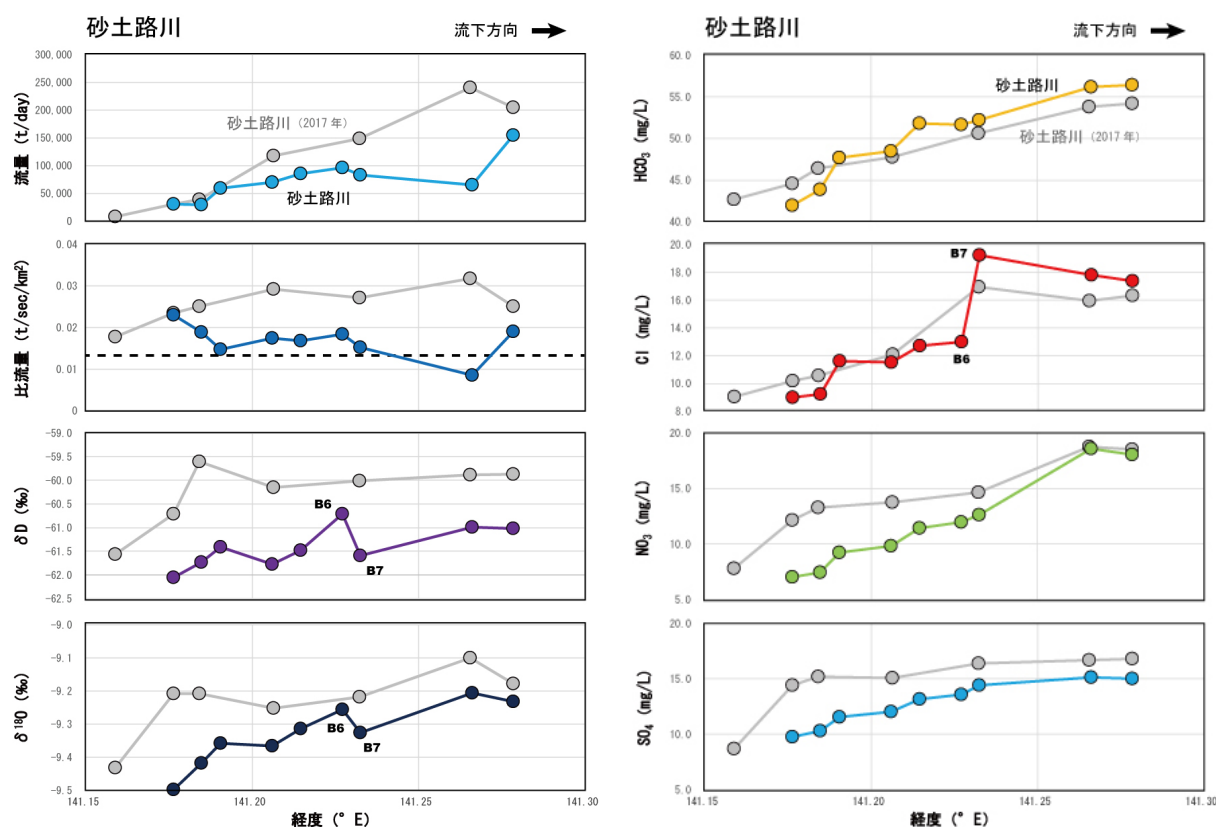 砂土路川
流下方向
300,000
250,000
200,000
150,000
100,000
50,000
0
流量 (t/day)
砂土路川 (2017 年)
砂土路川
0.04
0.03
0.02
0.01
0
比流量 (t/sec/km²)
-59.0
-59.5
-60.0
-60.5
-61.0
-61.5
-62.0
-62.5
δD (‰)
B6
B7
-9.0
-9.1
-9.2
-9.3
-9.4
-9.5
δ¹⁸O (‰)
B6
B7
141.15
141.20
141.25
141.30
経度 (° E)
砂土路川
流下方向
60.0
55.0
50.0
45.0
40.0
HCO₃ (mg/L)
砂土路川
砂土路川 (2017 年)
20.0
18.0
16.0
14.0
12.0
10.0
8.0
Cl (mg/L)
B7
B6
20.0
15.0
10.0
5.0
NO₃ (mg/L)
20.0
15.0
10.0
5.0
SO₄ (mg/L)
141.15
141.20
141.25
141.30
経度 (° E)